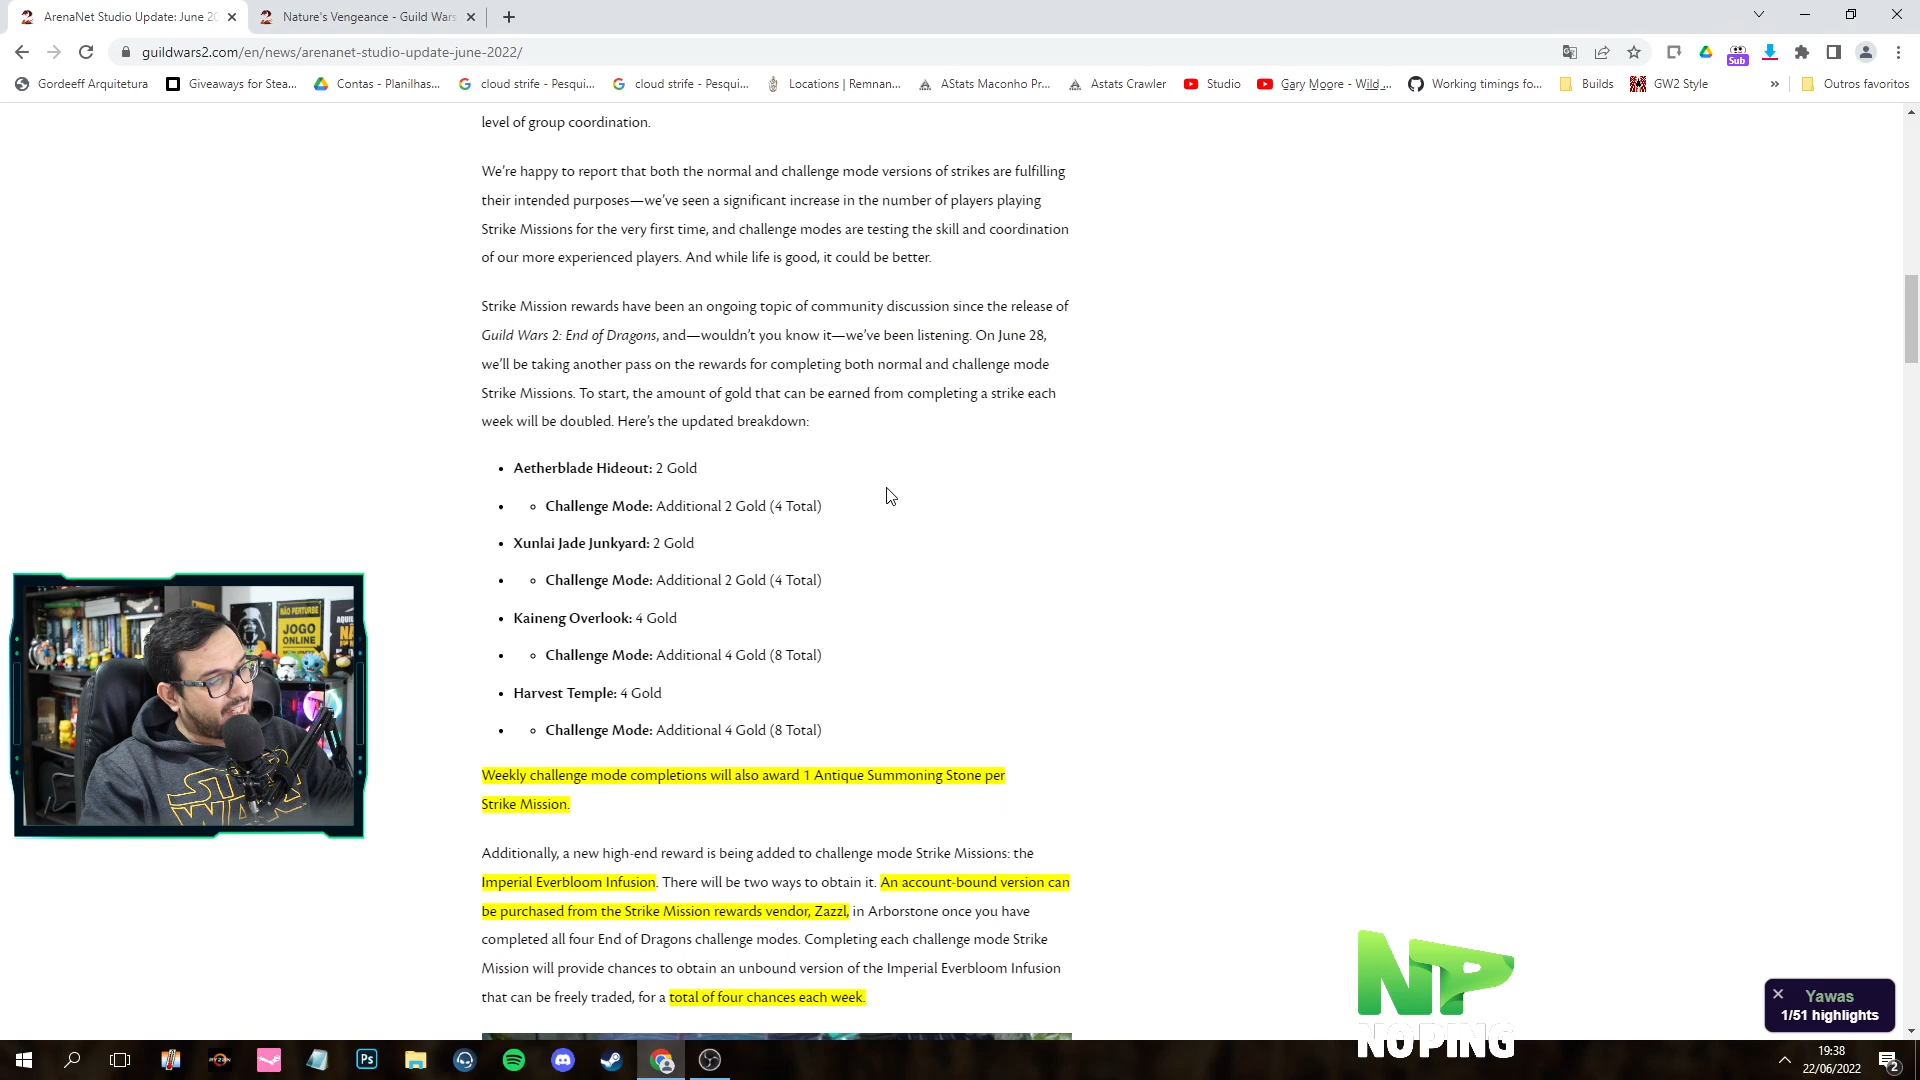 ArenaNet Studio Update: June 20
Nature's Vengeance - Guild Wars
guildwars2.com/en/news/arenanet-studio-update-june-2022/
Sub
Gordeeff Arquitetura
Giveaways for Stea...
Contas - Planilhas...
cloud strife - Pesqui...
cloud strife - Pesqui...
Locations | Remnan...
AStats Maconho Pr...
Astats Crawler
Studio
Gary Moore - Wild ...
Working timings fo...
Builds
GW2 Style
»
Outros favoritos
level of group coordination.
We're happy to report that both the normal and challenge mode versions of strikes are fulfilling
their intended purposes—we've seen a significant increase in the number of players playing
Strike Missions for the very first time, and challenge modes are testing the skill and coordination
of our more experienced players. And while life is good, it could be better.
Strike Mission rewards have been an ongoing topic of community discussion since the release of
Guild Wars 2: End of Dragons, and—wouldn't you know it—we've been listening. On June 28,
we'll be taking another pass on the rewards for completing both normal and challenge mode
Strike Missions. To start, the amount of gold that can be earned from completing a strike each
week will be doubled. Here's the updated breakdown:
• Aetherblade Hideout: 2 Gold
• ◦ Challenge Mode: Additional 2 Gold (4 Total)
• Xunlai Jade Junkyard: 2 Gold
• ◦ Challenge Mode: Additional 2 Gold (4 Total)
• Kaineng Overlook: 4 Gold
• ◦ Challenge Mode: Additional 4 Gold (8 Total)
• Harvest Temple: 4 Gold
• ◦ Challenge Mode: Additional 4 Gold (8 Total)
Weekly challenge mode completions will also award 1 Antique Summoning Stone per
Strike Mission.
Additionally, a new high-end reward is being added to challenge mode Strike Missions: the
Imperial Everbloom Infusion. There will be two ways to obtain it. An account-bound version can
be purchased from the Strike Mission rewards vendor, Zazzl, in Arborstone once you have
completed all four End of Dragons challenge modes. Completing each challenge mode Strike
Mission will provide chances to obtain an unbound version of the Imperial Everbloom Infusion
that can be freely traded, for a total of four chances each week.
NÃO PERTURBE
JOGO
ONLINE
STAR
WARS
NP
NOPING
Yawas
1/51 highlights
Ps
19:38
22/06/2022
2